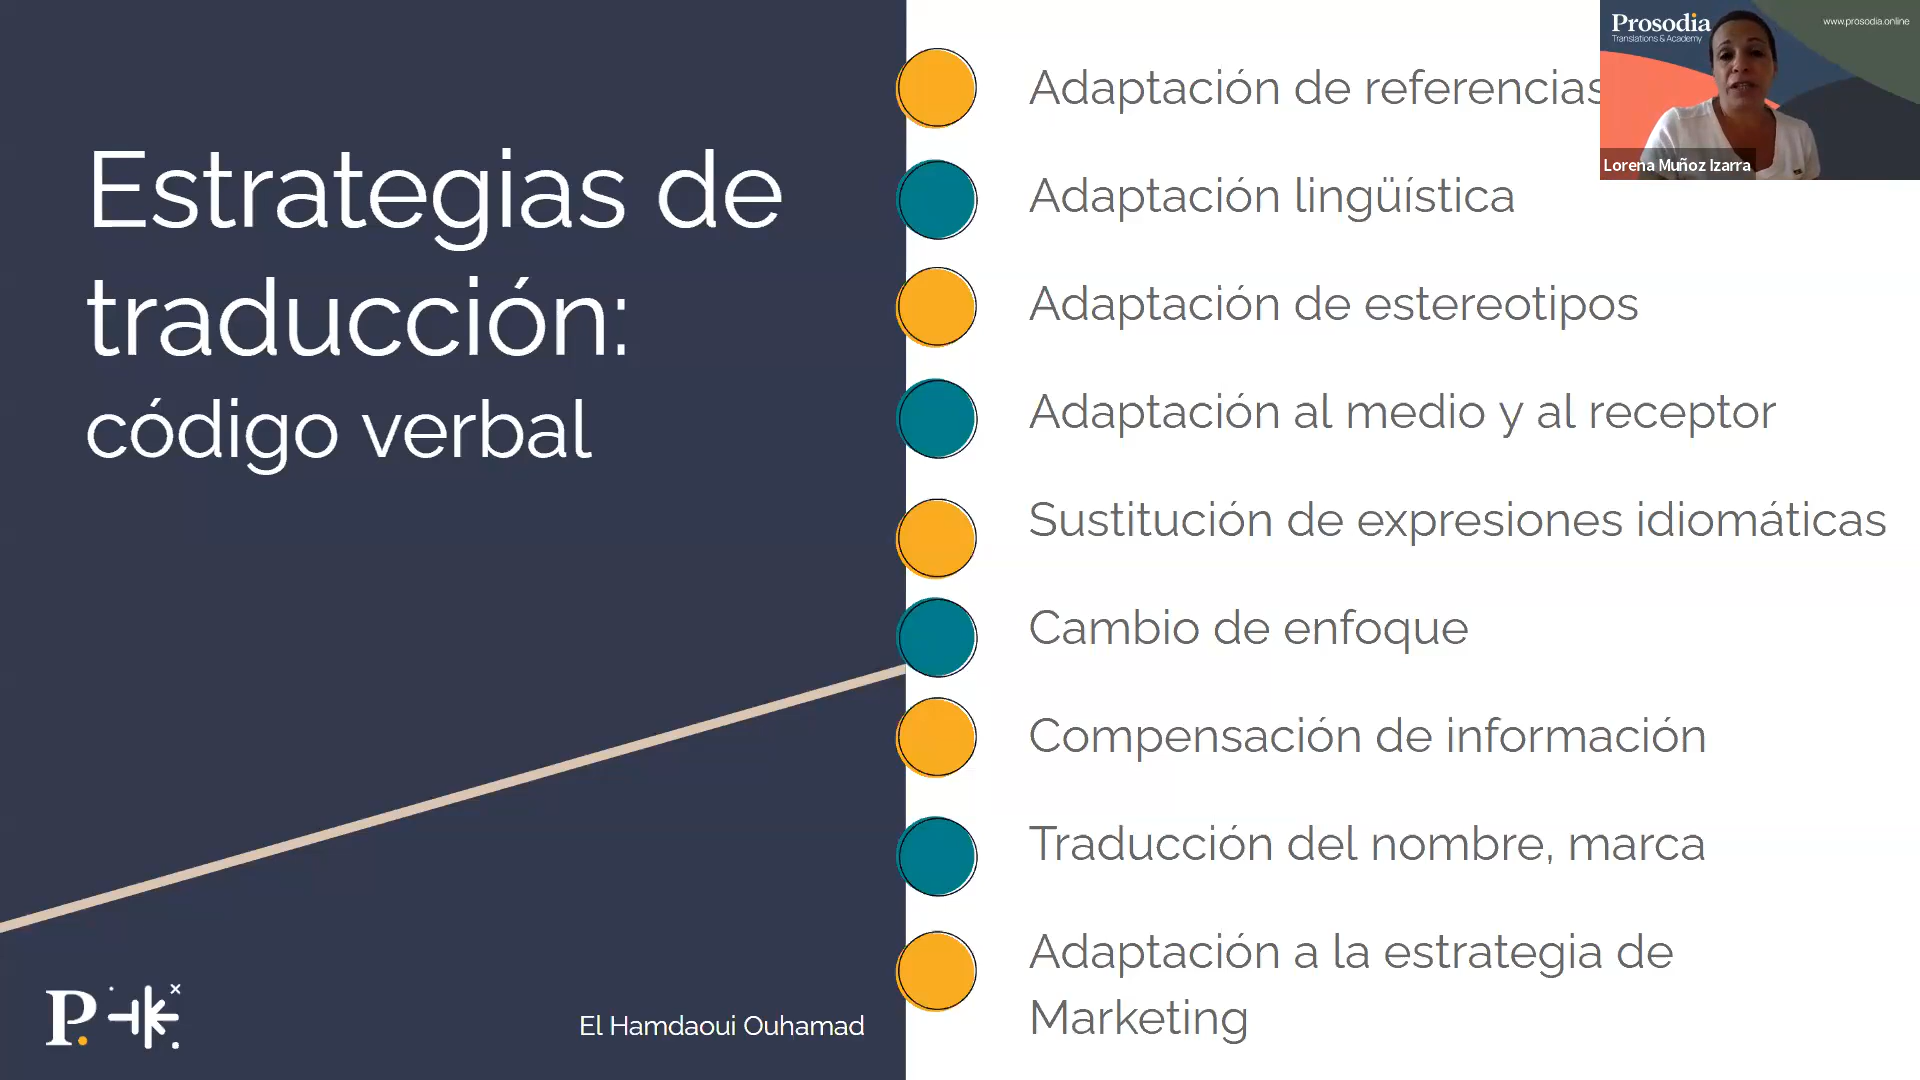 Estrategias de
traducción:
código verbal
El Hamdaoui Ouhamad
Adaptación de referencias
Adaptación lingüística
Adaptación de estereotipos
Adaptación al medio y al receptor
Sustitución de expresiones idiomáticas
Cambio de enfoque
Compensación de información
Traducción del nombre, marca
Adaptación a la estrategia de
Marketing
Prosodia
Translations & Academy
www.prosodia.online
Lorena Muñoz Izarra
P.